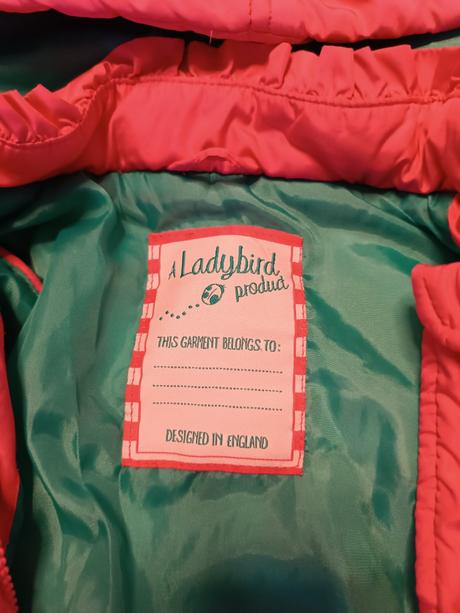 A Ladybird
product
THIS GARMENT BELONGS TO:
DESIGNED IN ENGLAND